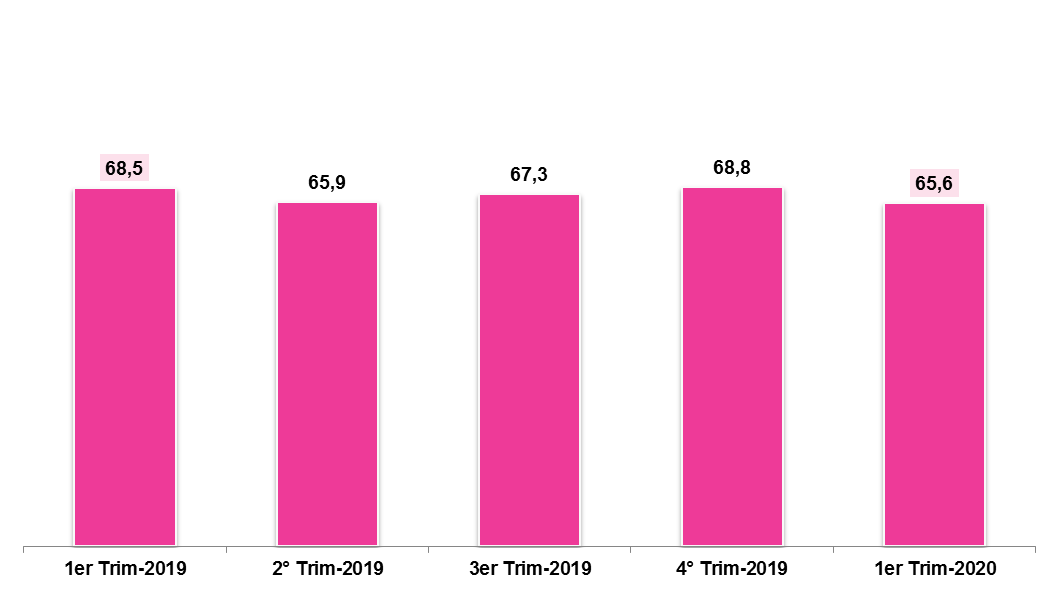 68,5
65,9
67,3
68,8
65,6
1er Trim-2019
2° Trim-2019
3er Trim-2019
4° Trim-2019
1er Trim-2020